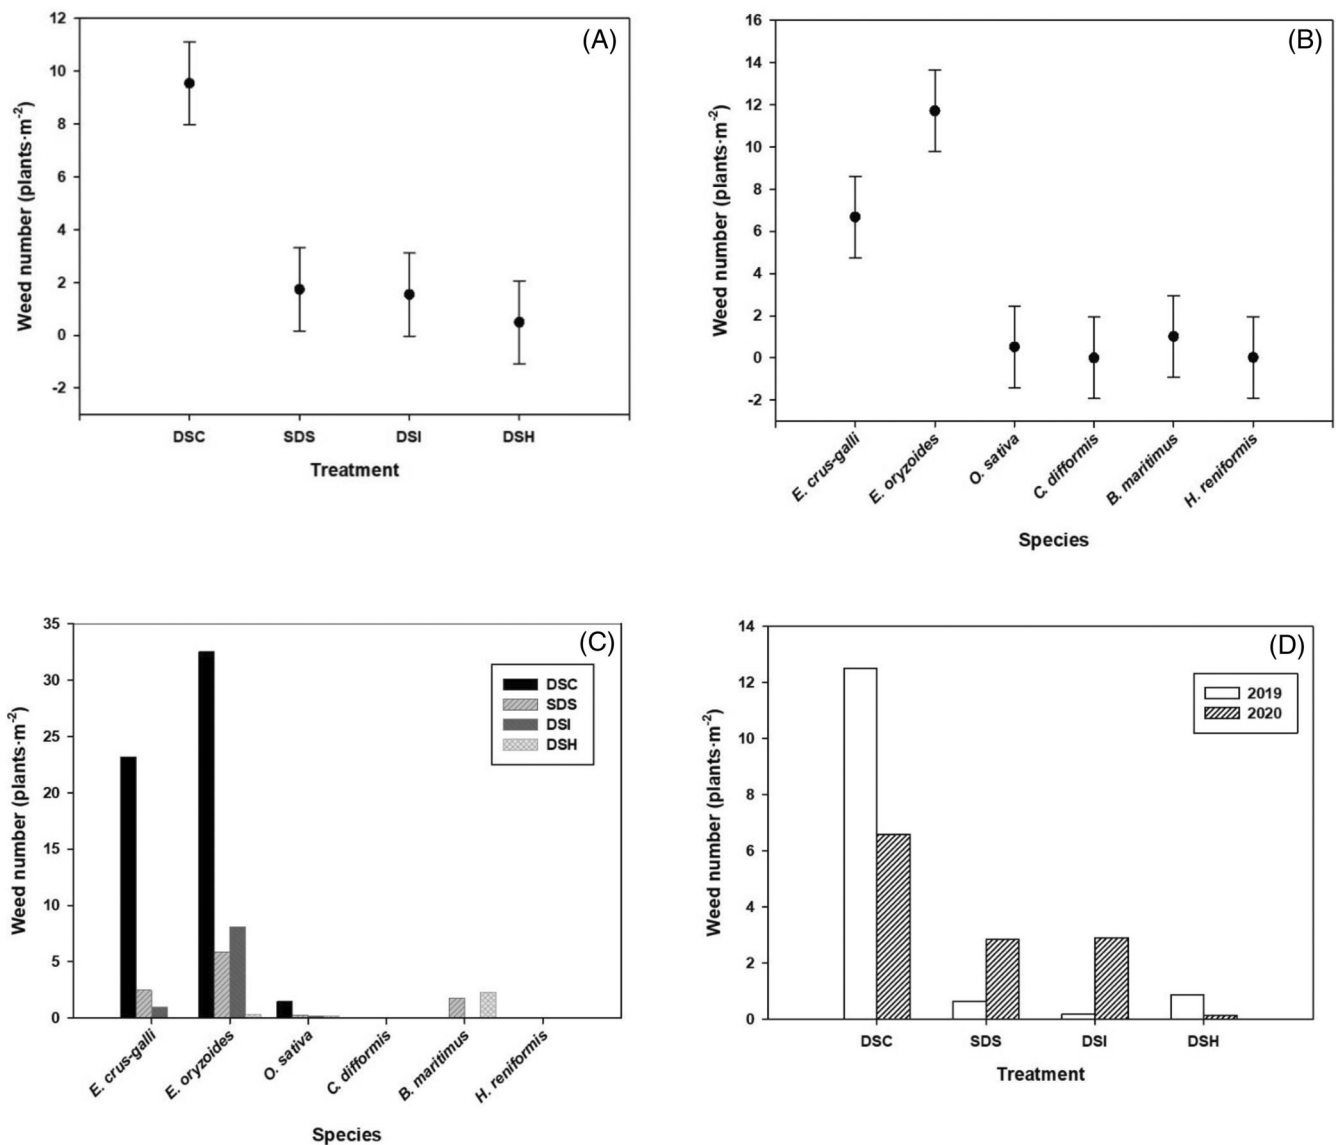 (A)
12
10
8
6
4
2
0
-2
Weed number (plants·m-2)
DSC SDS DSI DSH
Treatment
(B)
16
14
12
10
8
6
4
2
0
-2
Weed number (plants·m-2)
E. crus-galli
E. oryzoides
O. sativa
C. difformis
B. maritimus
H. reniformis
Species
(C)
35
30
25
20
15
10
5
0
Weed number (plants·m-2)
DSC
SDS
DSI
DSH
E. crus-galli
E. oryzoides
O. sativa
C. difformis
B. maritimus
H. reniformis
Species
(D)
14
12
10
8
6
4
2
0
Weed number (plants·m-2)
2019
2020
DSC SDS DSI DSH
Treatment